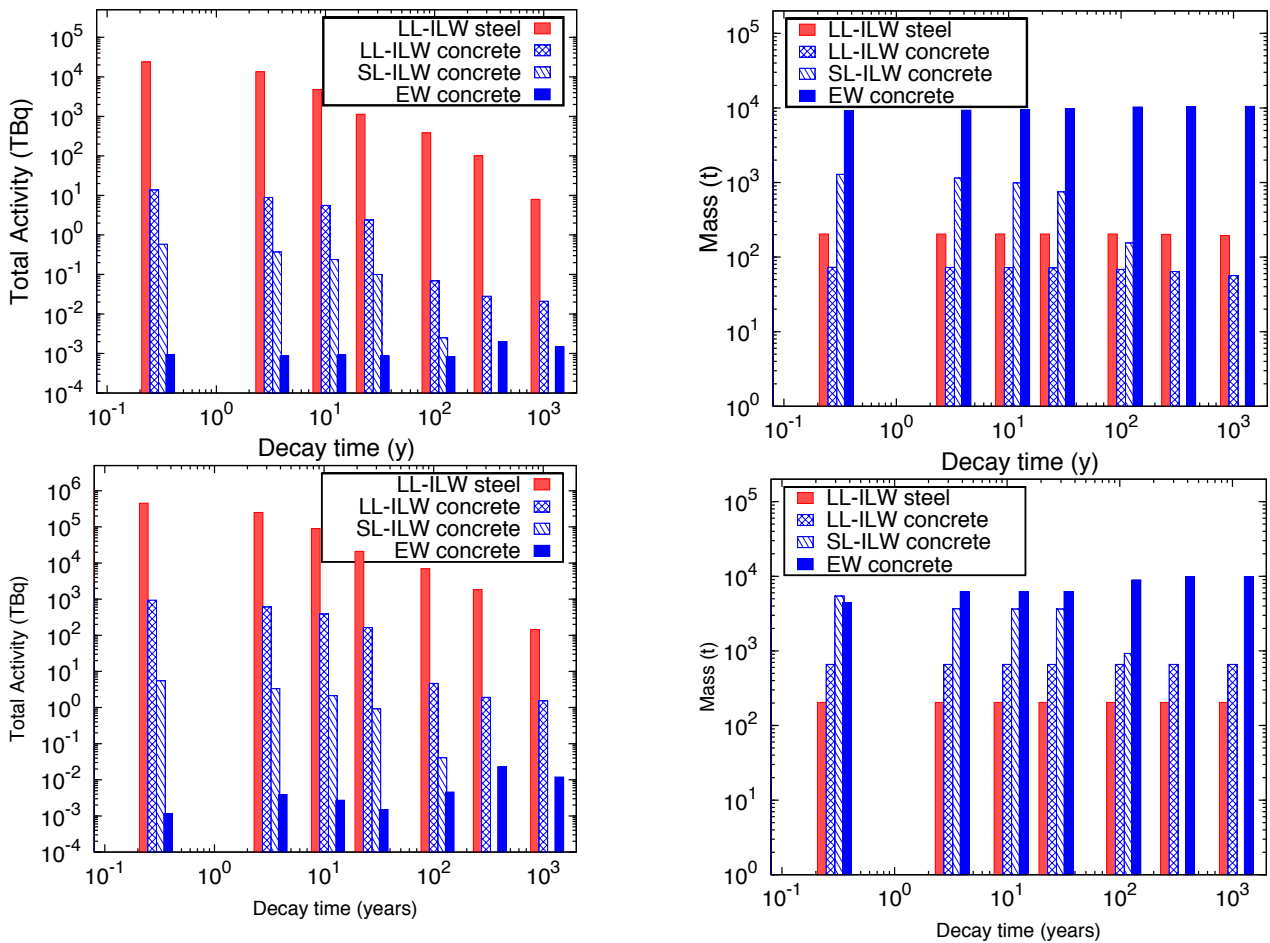 Total Activity (TBq)
10^5
10^4
10^3
10^2
10^1
10^0
10^-1
10^-2
10^-3
10^-4
LL-ILW steel
LL-ILW concrete
SL-ILW concrete
EW concrete
10^-1 10^0 10^1 10^2 10^3
Decay time (y)
Mass (t)
10^5
10^4
10^3
10^2
10^1
10^0
LL-ILW steel
LL-ILW concrete
SL-ILW concrete
EW concrete
10^-1 10^0 10^1 10^2 10^3
Decay time (y)
Total Activity (TBq)
10^6
10^5
10^4
10^3
10^2
10^1
10^0
10^-1
10^-2
10^-3
10^-4
LL-ILW steel
LL-ILW concrete
SL-ILW concrete
EW concrete
10^-1 10^0 10^1 10^2 10^3
Decay time (years)
Mass (t)
10^5
10^4
10^3
10^2
10^1
10^0
LL-ILW steel
LL-ILW concrete
SL-ILW concrete
EW concrete
10^-1 10^0 10^1 10^2 10^3
Decay time (years)